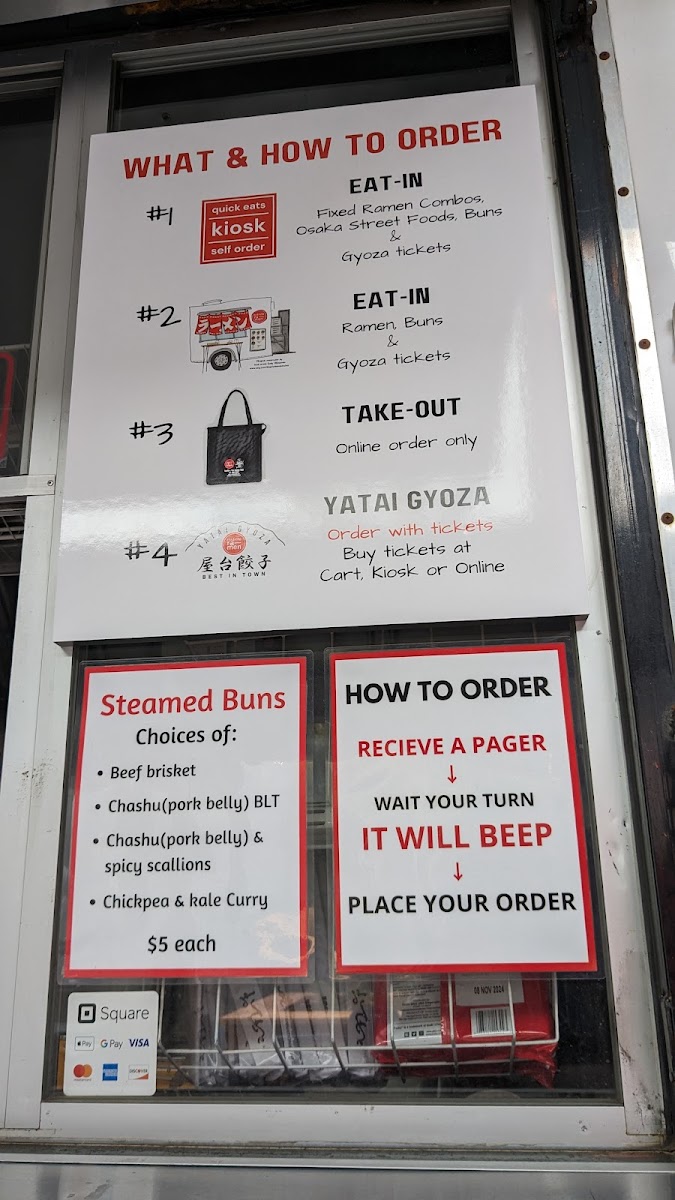 WHAT & HOW TO ORDER
#1
quick eats
kiosk
self order
EAT-IN
Fixed Ramen Combos,
Osaka Street Foods, Buns
&
Gyoza tickets
#2
ラーメン
EAT-IN
Ramen, Buns
&
Gyoza tickets
#3
TAKE-OUT
Online order only
#4
YATAI GYOZA
屋台餃子
BEST IN TOWN
YATAI GYOZA
Order with tickets
Buy tickets at
Cart, Kiosk or Online
Steamed Buns
Choices of:
• Beef brisket
• Chashu(pork belly) BLT
• Chashu(pork belly) &
spicy scallions
• Chickpea & kale Curry
$5 each
HOW TO ORDER
RECIEVE A PAGER
↓
WAIT YOUR TURN
IT WILL BEEP
↓
PLACE YOUR ORDER
Square
Pay G Pay VISA
mastercard
DISCOVER
08 NOV 2024